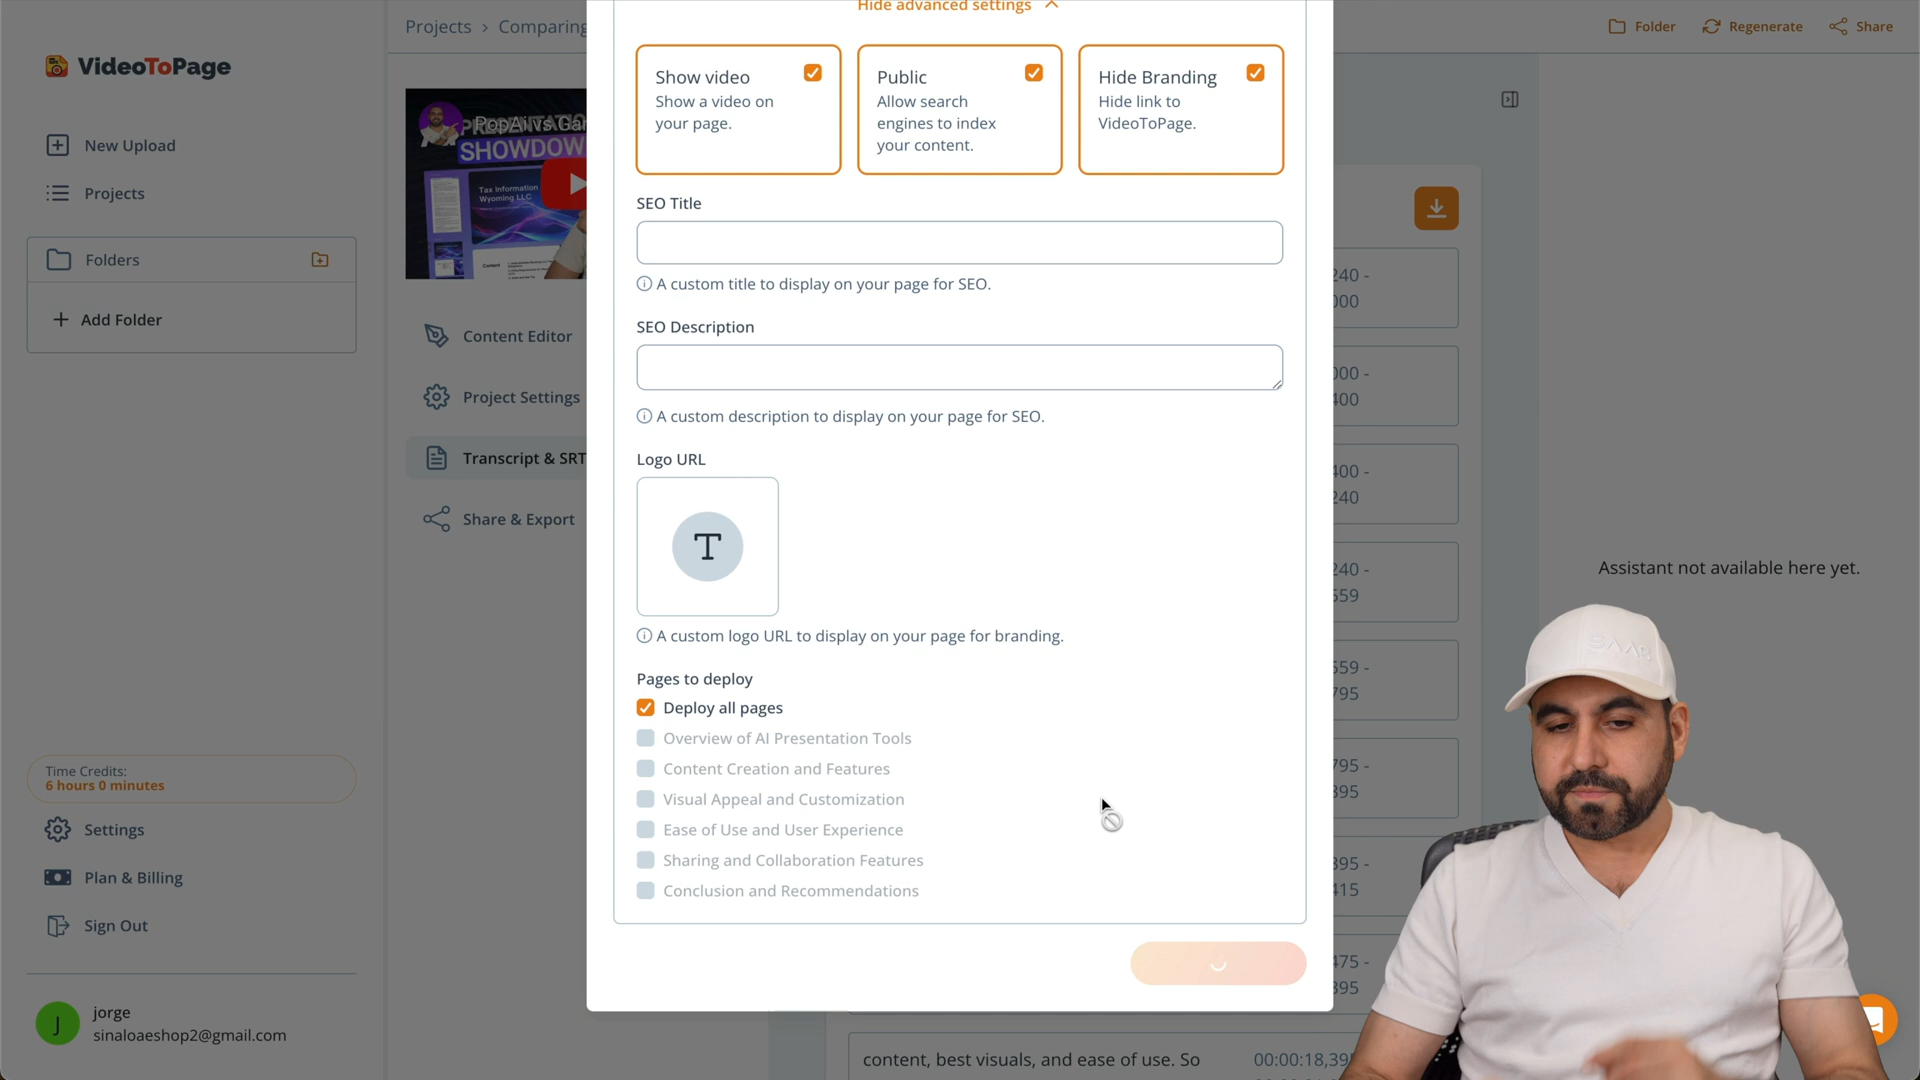 Hide advanced settings
Projects > Comparing
Folder
Regenerate
Share
VideoToPage
New Upload
Projects
Folders
Add Folder
PRESENTATION
SHOWDOW
Tax Information
Wyoming LLC
Content
Content Editor
Project Settings
Transcript & SRT
Share & Export
Show video
Show a video on
your page.
Public
Allow search
engines to index
your content.
Hide Branding
Hide link to
VideoToPage.
SEO Title
A custom title to display on your page for SEO.
SEO Description
A custom description to display on your page for SEO.
Logo URL
T
A custom logo URL to display on your page for branding.
Pages to deploy
Deploy all pages
Overview of AI Presentation Tools
Content Creation and Features
Visual Appeal and Customization
Ease of Use and User Experience
Sharing and Collaboration Features
Conclusion and Recommendations
240 -
000
000 -
400
400 -
240
240 -
559
559 -
795
795 -
395
395 -
415
475 -
395
content, best visuals, and ease of use. So
00:00:18,39
Assistant not available here yet.
Time Credits:
6 hours 0 minutes
Settings
Plan & Billing
Sign Out
J
jorge
sinaloaeshop2@gmail.com